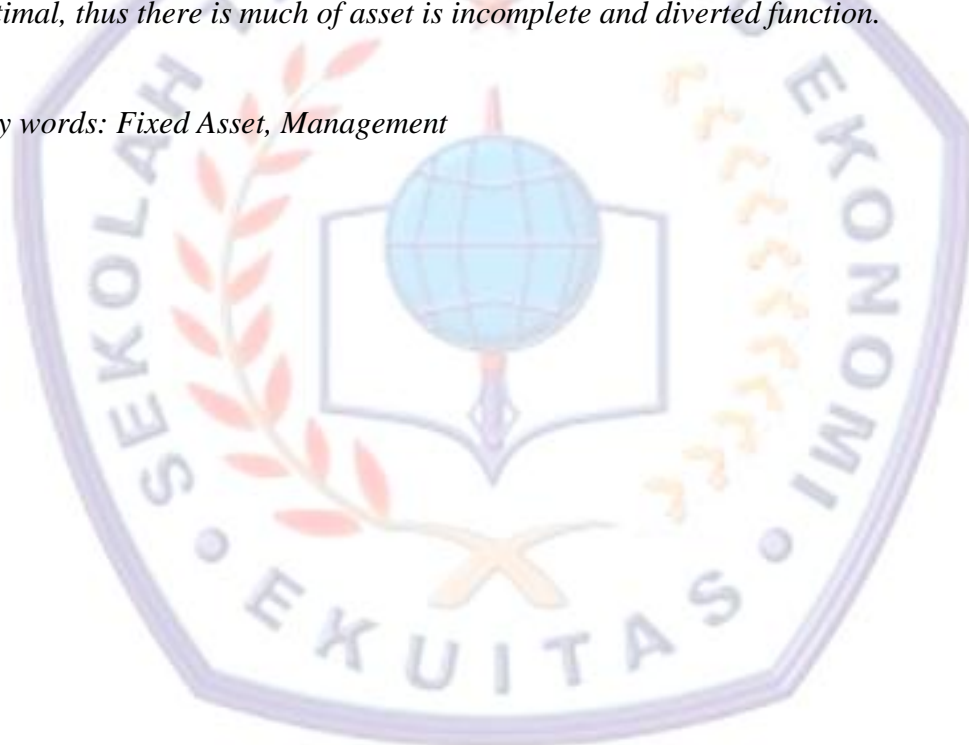 timal, thus there is much of asset is incomplete and diverted function.
y words: Fixed Asset, Management
SEKOLAH
EKONOMI
• EKUITAS •